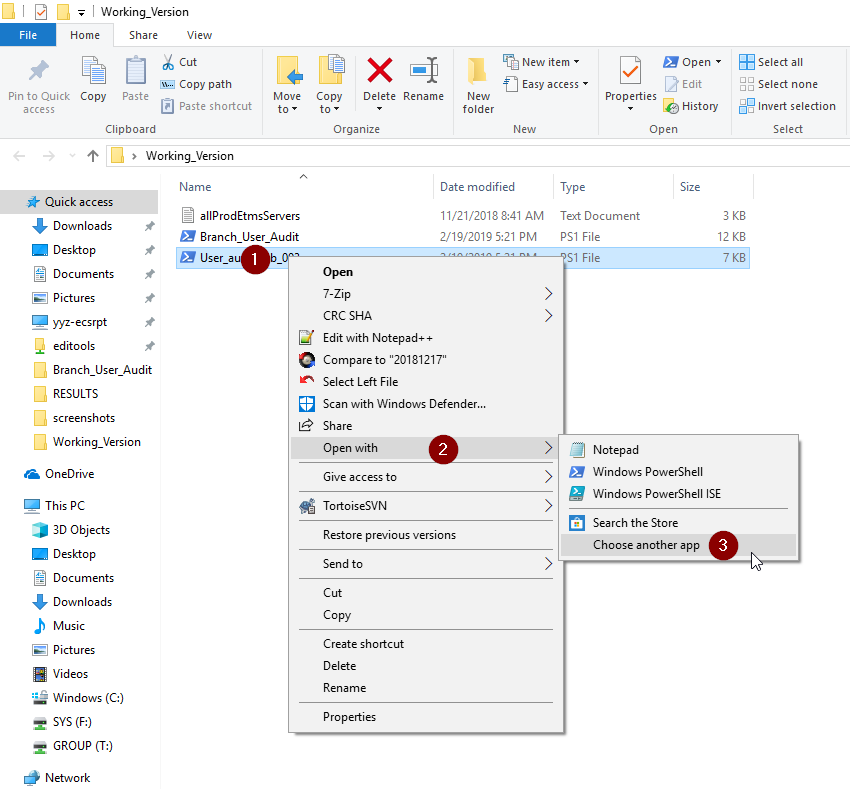 Working_Version
File Home Share View
Pin to Quick access
Copy
Paste
Cut
Copy path
Paste shortcut
Clipboard
Move to
Copy to
Delete
Rename
Organize
New folder
New item
Easy access
New
Properties
Open
Edit
History
Open
Select all
Select none
Invert selection
Select
Working_Version
Name Date modified Type Size
allProdEtmsServers 11/21/2018 8:41 AM Text Document 3 KB
Branch_User_Audit 2/19/2019 5:21 PM PS1 File 12 KB
PS1 File 7 KB
Quick access
Downloads
Desktop
Documents
Pictures
yyz-ecsrpt
editools
Branch_User_Audit
RESULTS
screenshots
Working_Version
OneDrive
This PC
3D Objects
Desktop
Documents
Downloads
Music
Pictures
Videos
Windows (C:)
SYS (F:)
GROUP (T:)
Network
1
Open
7-Zip
CRC SHA
Edit with Notepad++
Compare to "20181217"
Select Left File
Scan with Windows Defender...
Share
Open with 2
Give access to
TortoiseSVN
Restore previous versions
Send to
Cut
Copy
Create shortcut
Delete
Rename
Properties
Notepad
Windows PowerShell
Windows PowerShell ISE
Search the Store
Choose another app 3